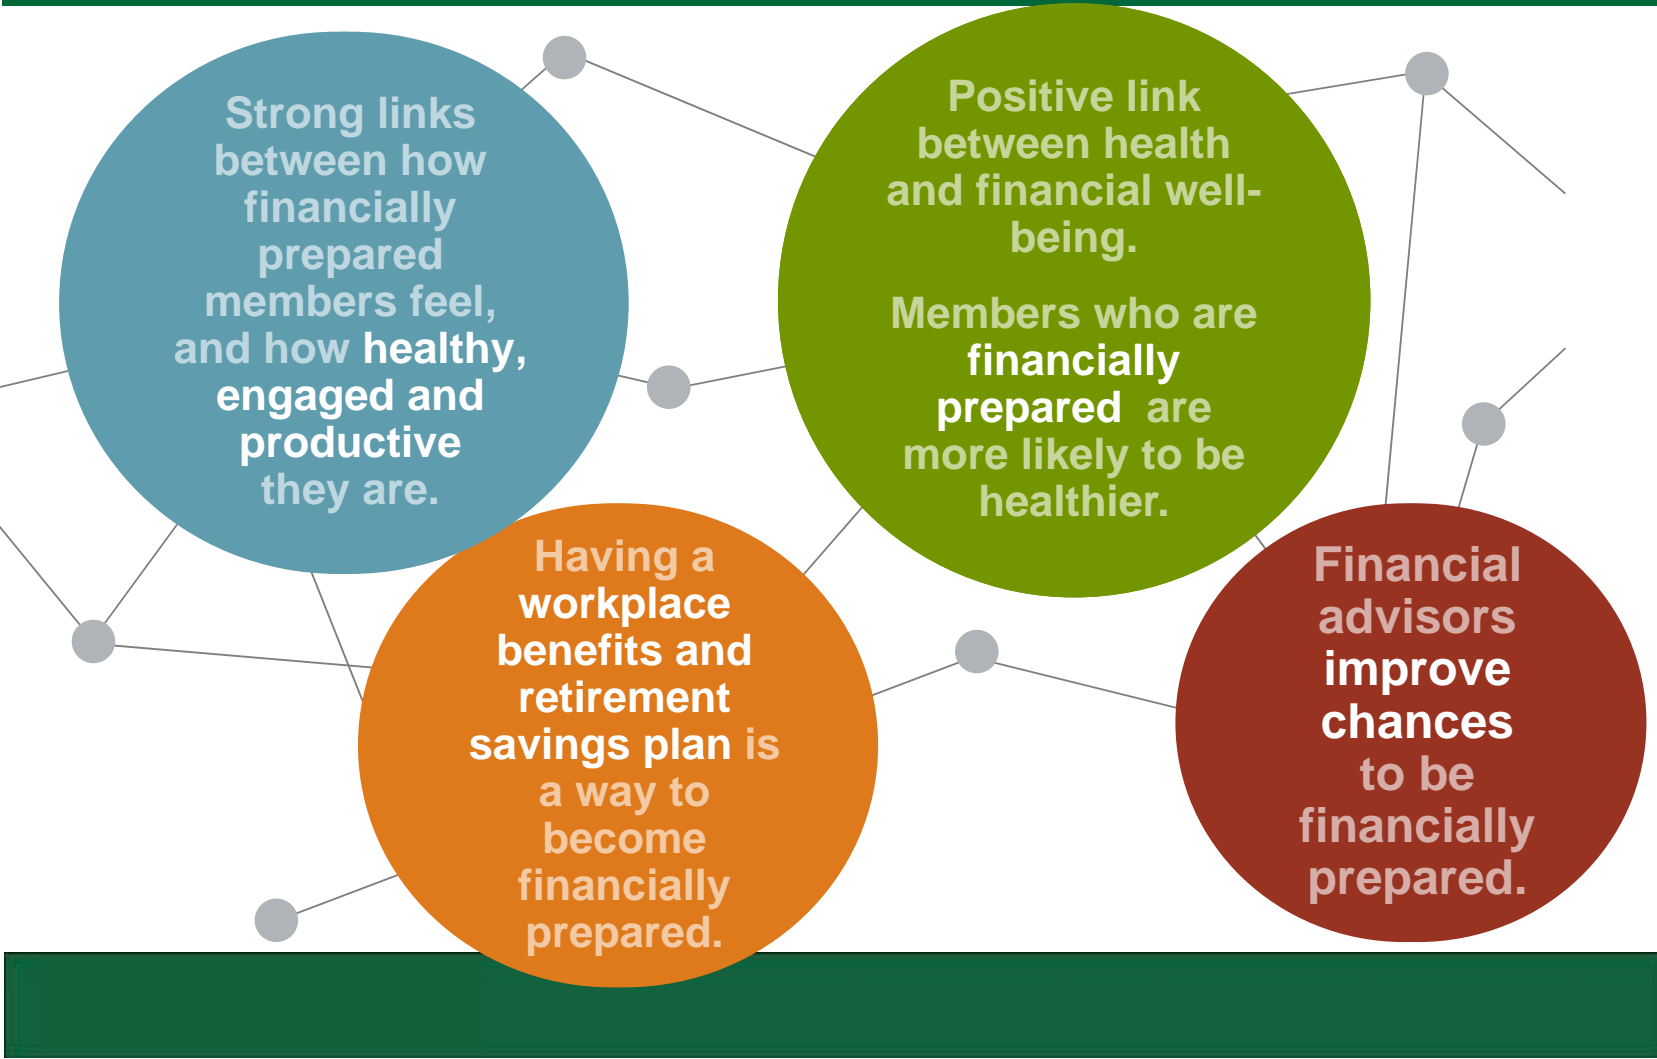 Strong links
between how
financially
prepared
members feel,
and how healthy,
engaged and
productive
they are.
Positive link
between health
and financial well-
being.
Members who are
financially
prepared are
more likely to be
healthier.
Having a
workplace
benefits and
retirement
savings plan is
a way to
become
financially
prepared.
Financial
advisors
improve
chances
to be
financially
prepared.